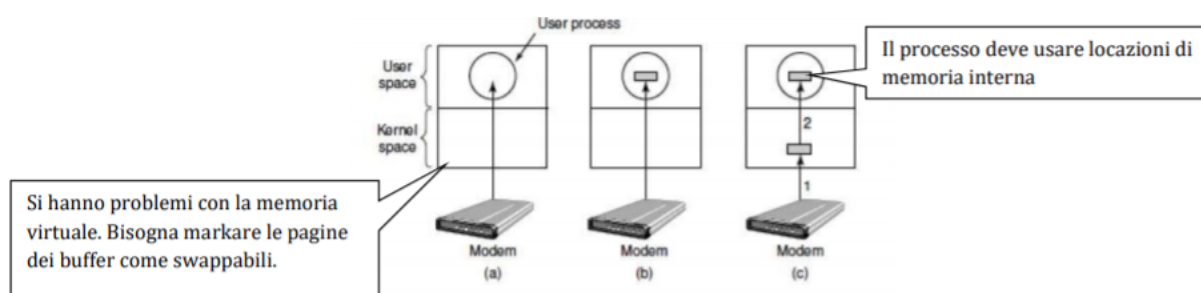 User process
User
space
Kernel
space
2
1
Modem
(a)
Modem
(b)
Modem
(c)
Il processo deve usare locazioni di
memoria interna
Si hanno problemi con la memoria
virtuale. Bisogna markare le pagine
dei buffer come swappabili.